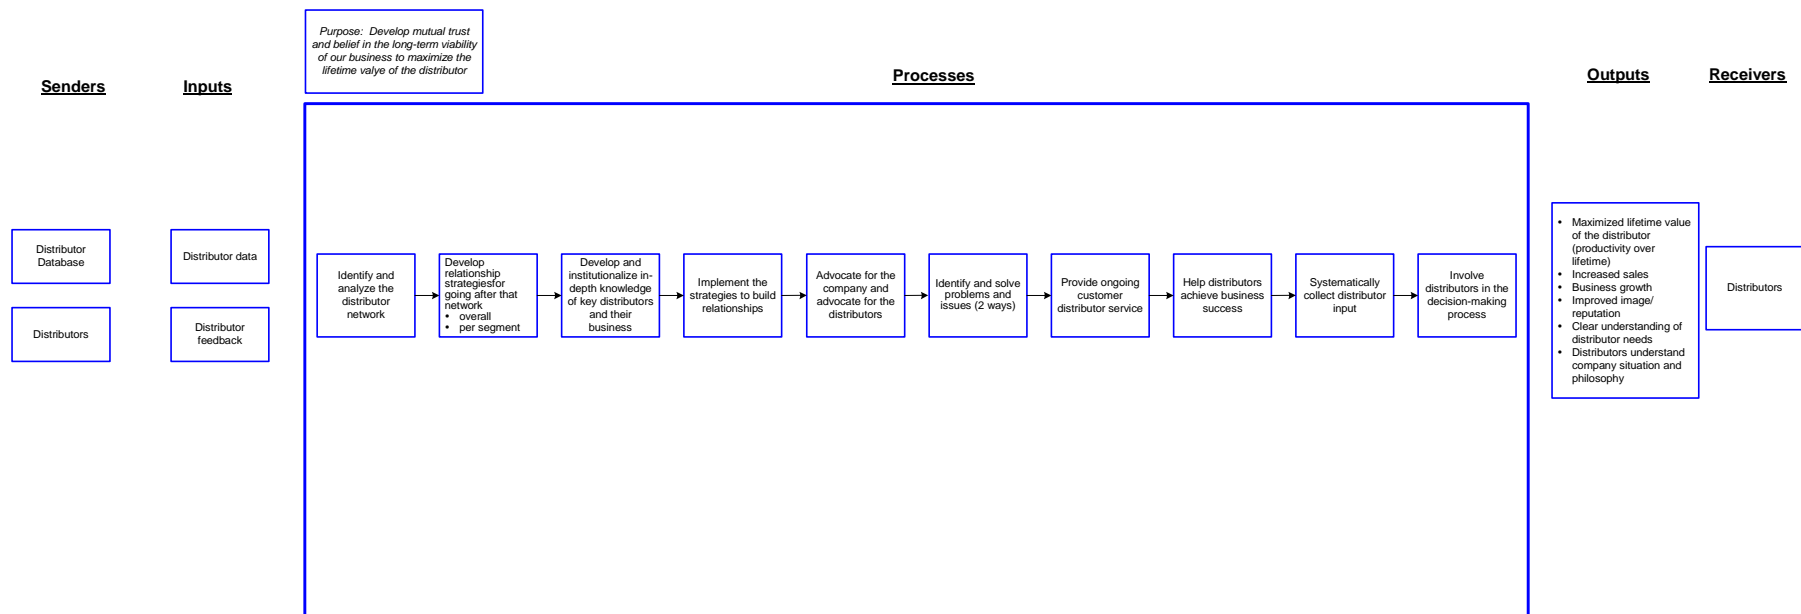 Purpose: Develop mutual trust
and belief in the long-term viability
of our business to maximize the
lifetime valye of the distributor
Senders
Inputs
Processes
Outputs
Receivers
Distributor
Database
Distributors
Distributor data
Distributor
feedback
Identify and
analyze the
distributor
network
Develop
relationship
strategiesfor
going after that
network
• overall
• per segment
Develop and
institutionalize in-
depth knowledge
of key distributors
and their
business
Implement the
strategies to build
relationships
Advocate for the
company and
advocate for the
distributors
Identify and solve
problems and
issues (2 ways)
Provide ongoing
customer
distributor service
Help distributors
achieve business
success
Systematically
collect distributor
input
Involve
distributors in the
decision-making
process
• Maximized lifetime value
of the distributor
(productivity over
lifetime)
• Increased sales
• Business growth
• Improved image/
reputation
• Clear understanding of
distributor needs
• Distributors understand
company situation and
philosophy
Distributors